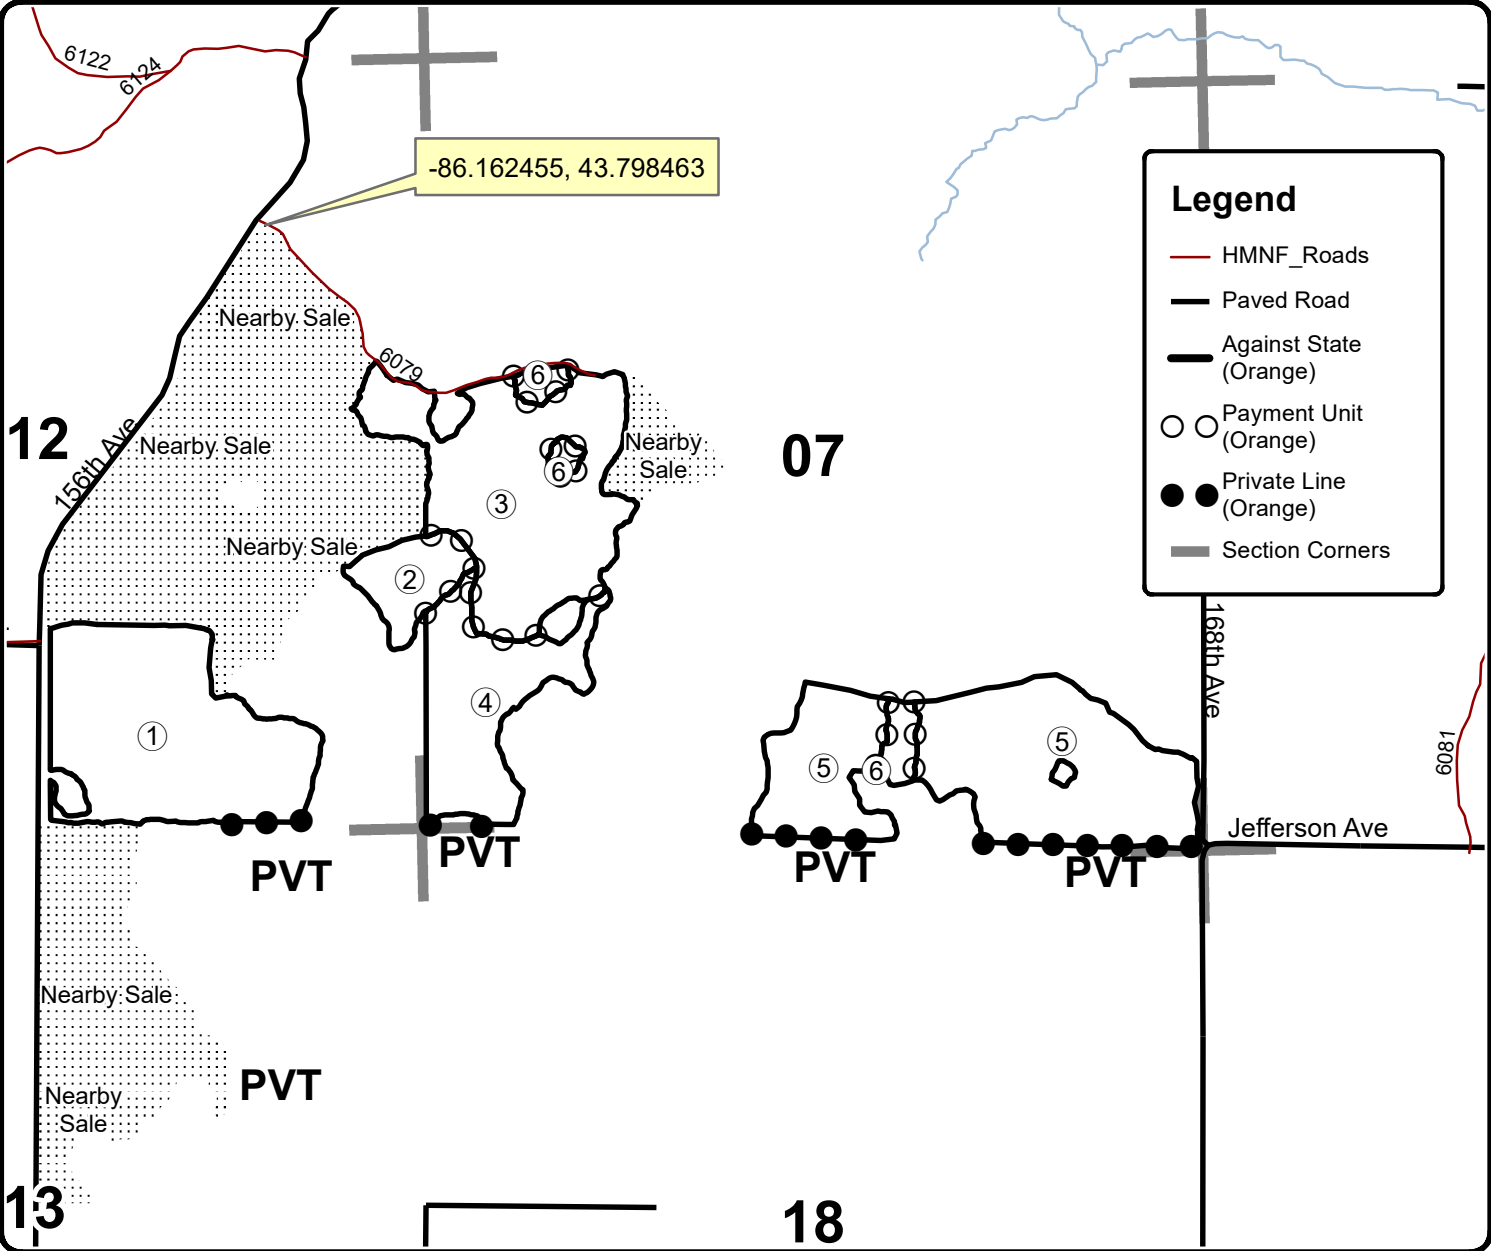 6122
6124
-86.162455, 43.798463
Legend
HMNF_Roads
Paved Road
Against State
(Orange)
Payment Unit
(Orange)
Private Line
(Orange)
Section Corners
Nearby Sale
6079
6
12
156th Ave
Nearby Sale
6
Nearby
Sale
07
3
Nearby Sale
2
168th Ave
4
1
5
6
5
6081
Jefferson Ave
PVT
PVT
PVT
PVT
Nearby Sale
PVT
Nearby
Sale
13
18